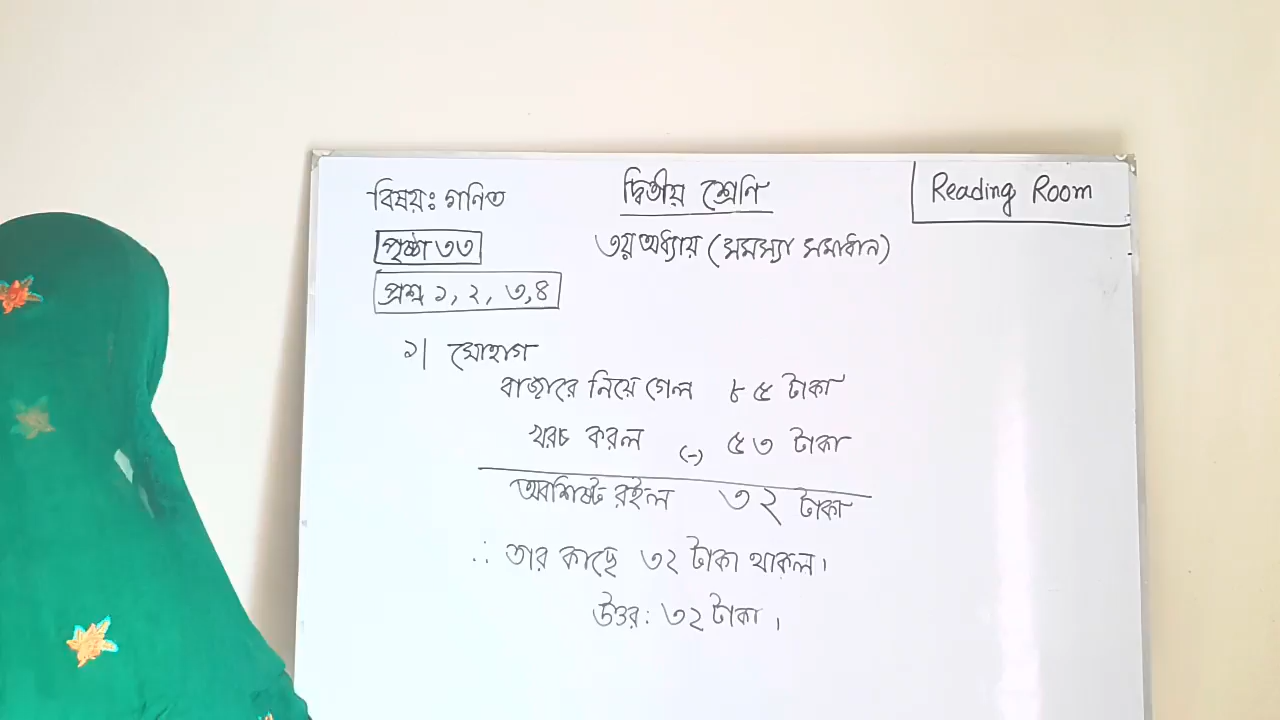 বিষয়ঃ গনিত
দ্বিতীয় শ্রেণি
Reading Room
পৃষ্ঠা ৩৩
৩য় অধ্যায় (সমস্যা সমাধান)
প্রশ্ন ১, ২, ৩,৪
১| সোহাগ
বাজারে নিয়ে গেল ৮৫ টাকা
খরচ করল (-) ৫৩ টাকা
অবশিষ্ট রইল ৩২ টাকা
∴ তার কাছে ৩২ টাকা থাকল।
উত্তর: ৩২ টাকা।